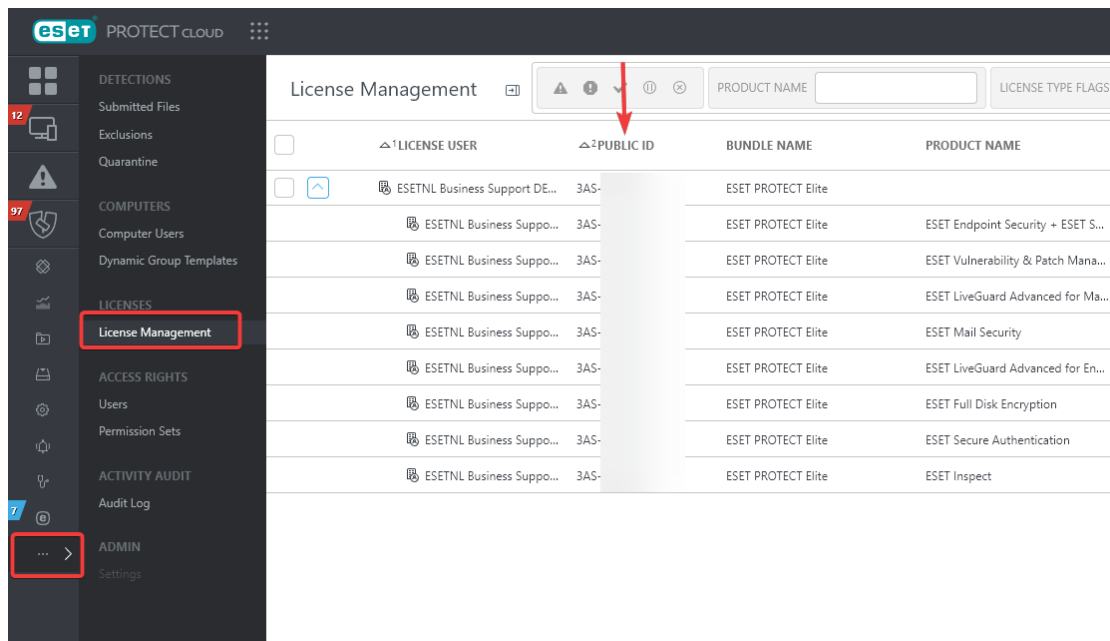 eset PROTECT CLOUD
DETECTIONS
Submitted Files
Exclusions
Quarantine
COMPUTERS
Computer Users
Dynamic Group Templates
LICENSES
License Management
ACCESS RIGHTS
Users
Permission Sets
ACTIVITY AUDIT
Audit Log
ADMIN
Settings
12
97
7
...
License Management
PRODUCT NAME
LICENSE TYPE FLAGS
1 LICENSE USER 2 PUBLIC ID BUNDLE NAME PRODUCT NAME
ESETNL Business Support DE... 3AS- ESET PROTECT Elite
ESETNL Business Suppo... 3AS- ESET PROTECT Elite ESET Endpoint Security + ESET S...
ESETNL Business Suppo... 3AS- ESET PROTECT Elite ESET Vulnerability & Patch Mana...
ESETNL Business Suppo... 3AS- ESET PROTECT Elite ESET LiveGuard Advanced for Ma...
ESETNL Business Suppo... 3AS- ESET PROTECT Elite ESET Mail Security
ESETNL Business Suppo... 3AS- ESET PROTECT Elite ESET LiveGuard Advanced for En...
ESETNL Business Suppo... 3AS- ESET PROTECT Elite ESET Full Disk Encryption
ESETNL Business Suppo... 3AS- ESET PROTECT Elite ESET Secure Authentication
ESETNL Business Suppo... 3AS- ESET PROTECT Elite ESET Inspect